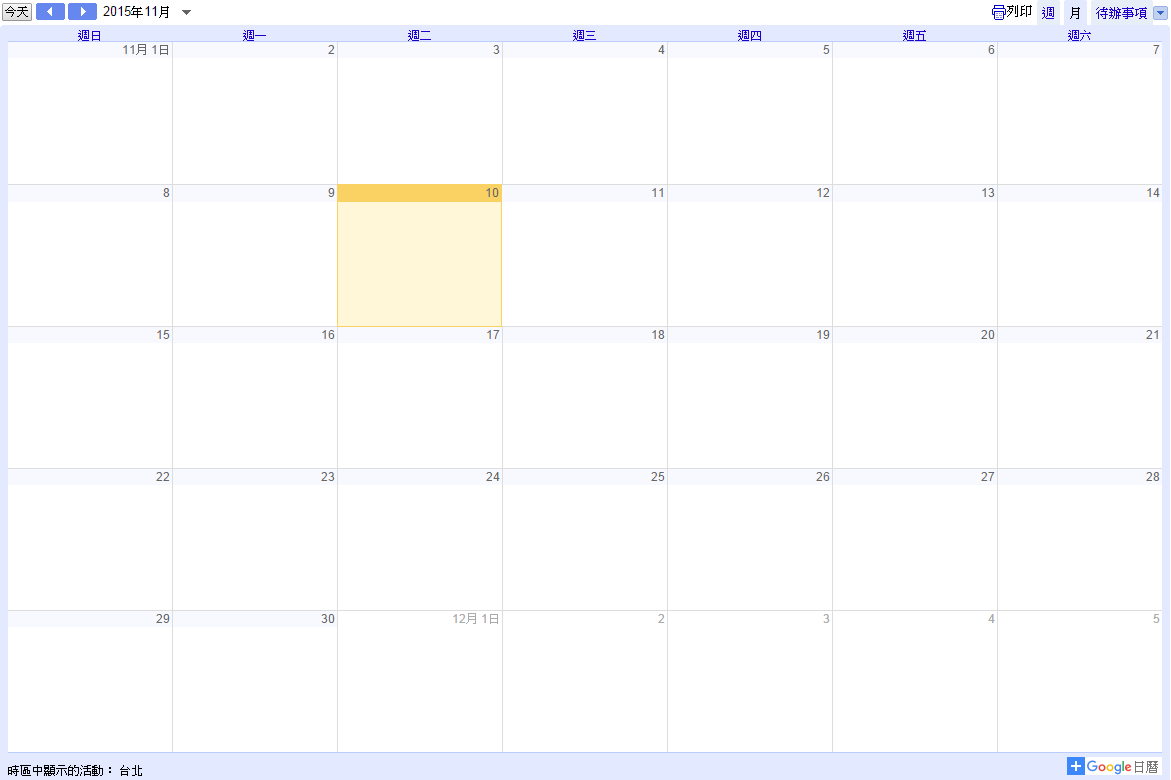 今天 2015年11月 列印 週 月 待辦事項
週日 週一 週二 週三 週四 週五 週六
11月 1日 2 3 4 5 6 7
8 9 10 11 12 13 14
15 16 17 18 19 20 21
22 23 24 25 26 27 28
29 30 12月 1日 2 3 4 5
時區中顯示的活動： 台北 Google日曆